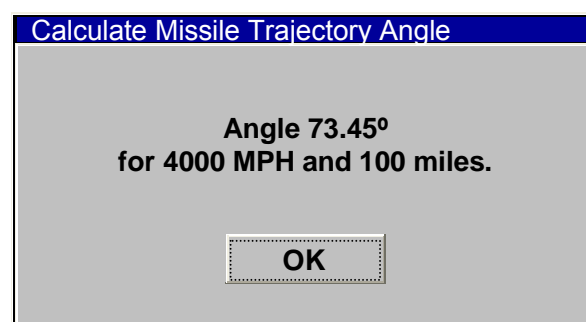 Calculate Missile Trajectory Angle
Angle 73.45º
for 4000 MPH and 100 miles.
OK